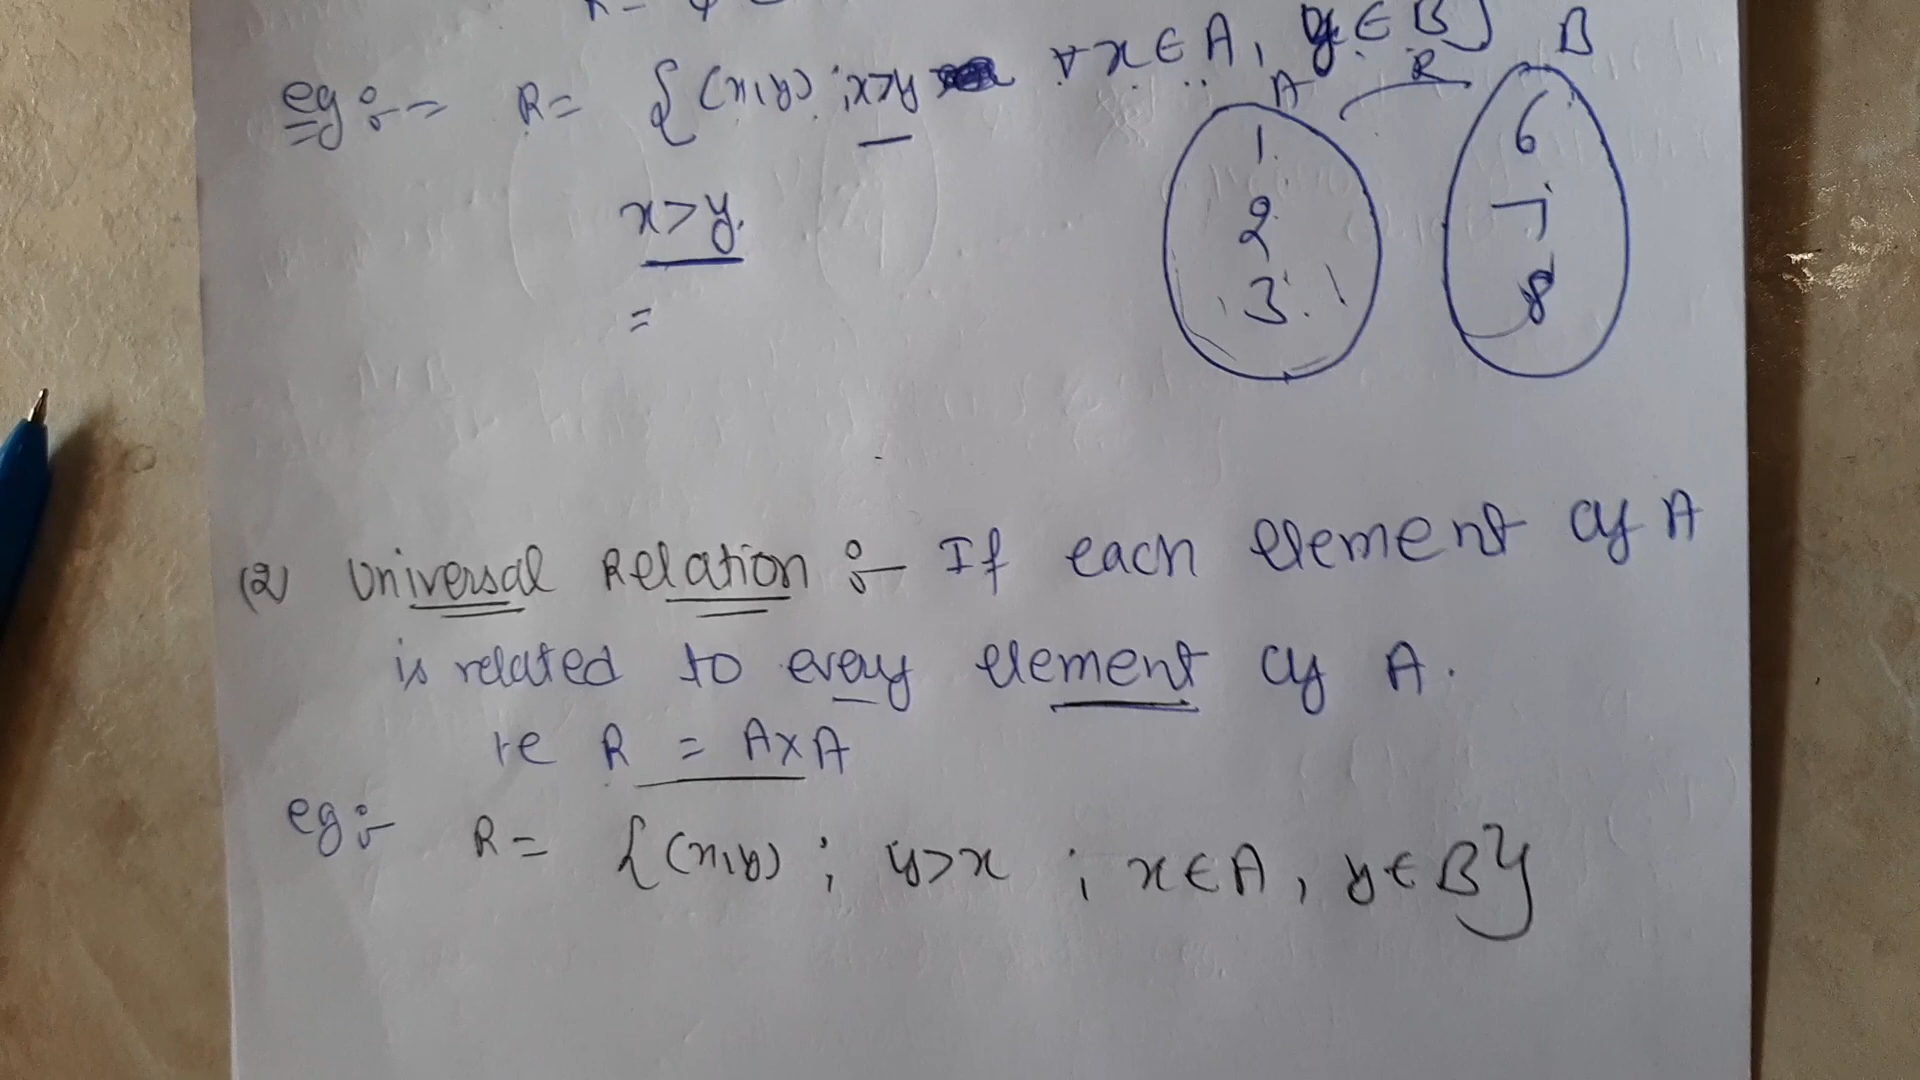 eg:- R= {(x,y); x>y ∀x∈A, y∈B}
x>y.
=
A R B
1. 6
2 7
3. 8
(2) Universal Relation :- If each element of A
is related to every element of A.
ie R = A×A
eg:- R= {(x,y) ; y>x ; x∈A, y∈B}